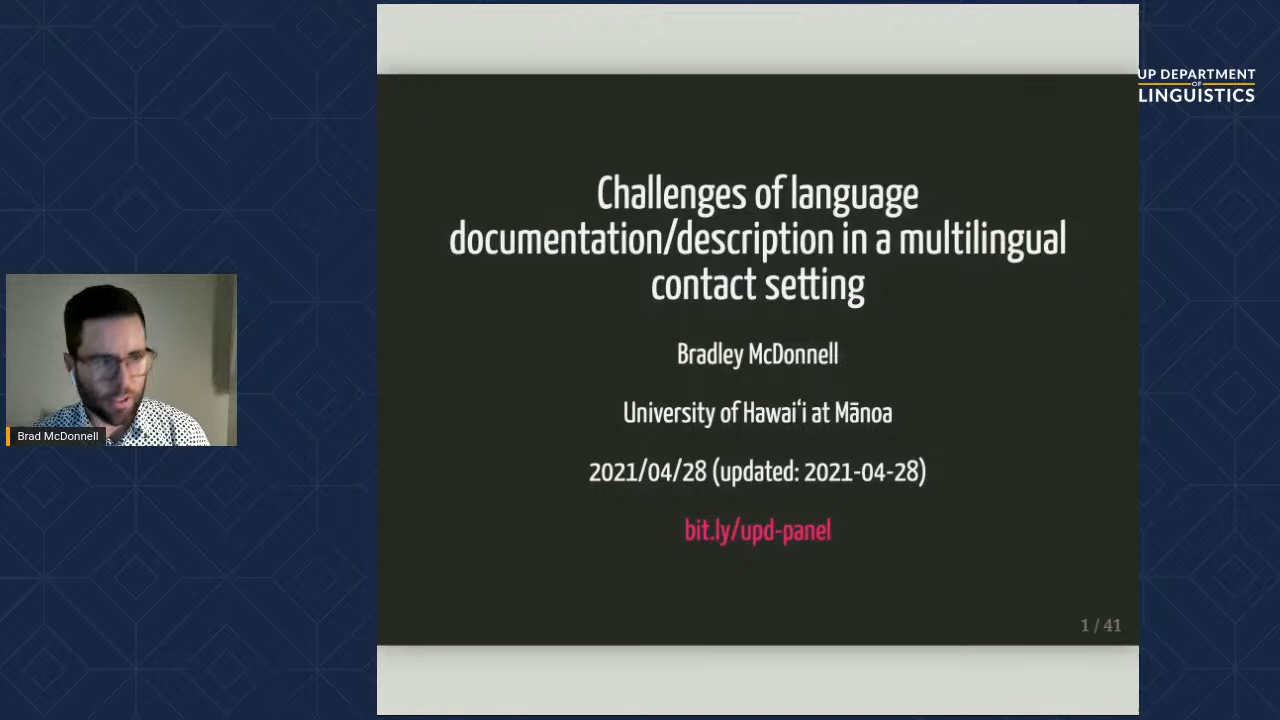 UP DEPARTMENT
OF
LINGUISTICS
Challenges of language
documentation/description in a multilingual
contact setting
Bradley McDonnell
University of Hawaiʻi at Mānoa
2021/04/28 (updated: 2021-04-28)
bit.ly/upd-panel
1 / 41
Brad McDonnell